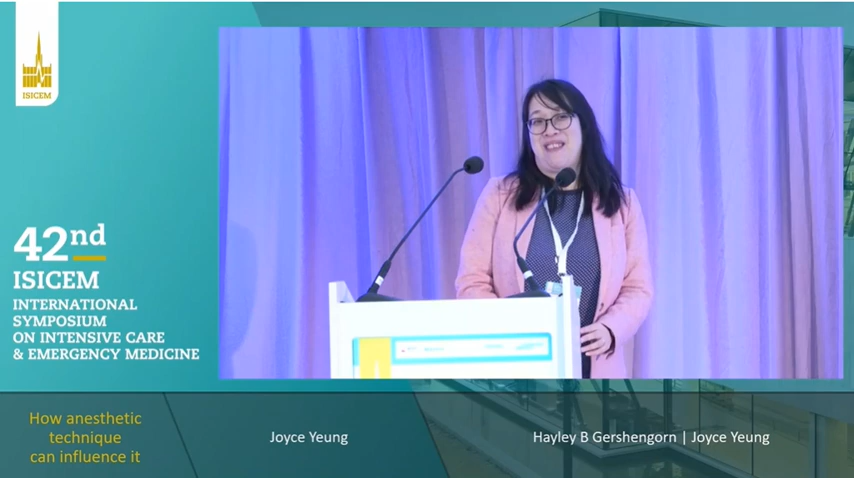 ISICEM
42nd
ISICEM
INTERNATIONAL
SYMPOSIUM
ON INTENSIVE CARE
& EMERGENCY MEDICINE
How anesthetic
technique
can influence it
Joyce Yeung
Hayley B Gershengorn | Joyce Yeung